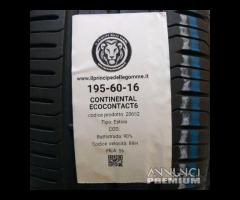 www.ilprincipedellegomme.it
195-60-16
CONTINENTAL
ECOCONTACT6
codice prodotto: 20612
Tipo: Estivo
DOT:
Battistrada: 90%
Codice velocità: 89H
ANNUNCI
PREMIUM